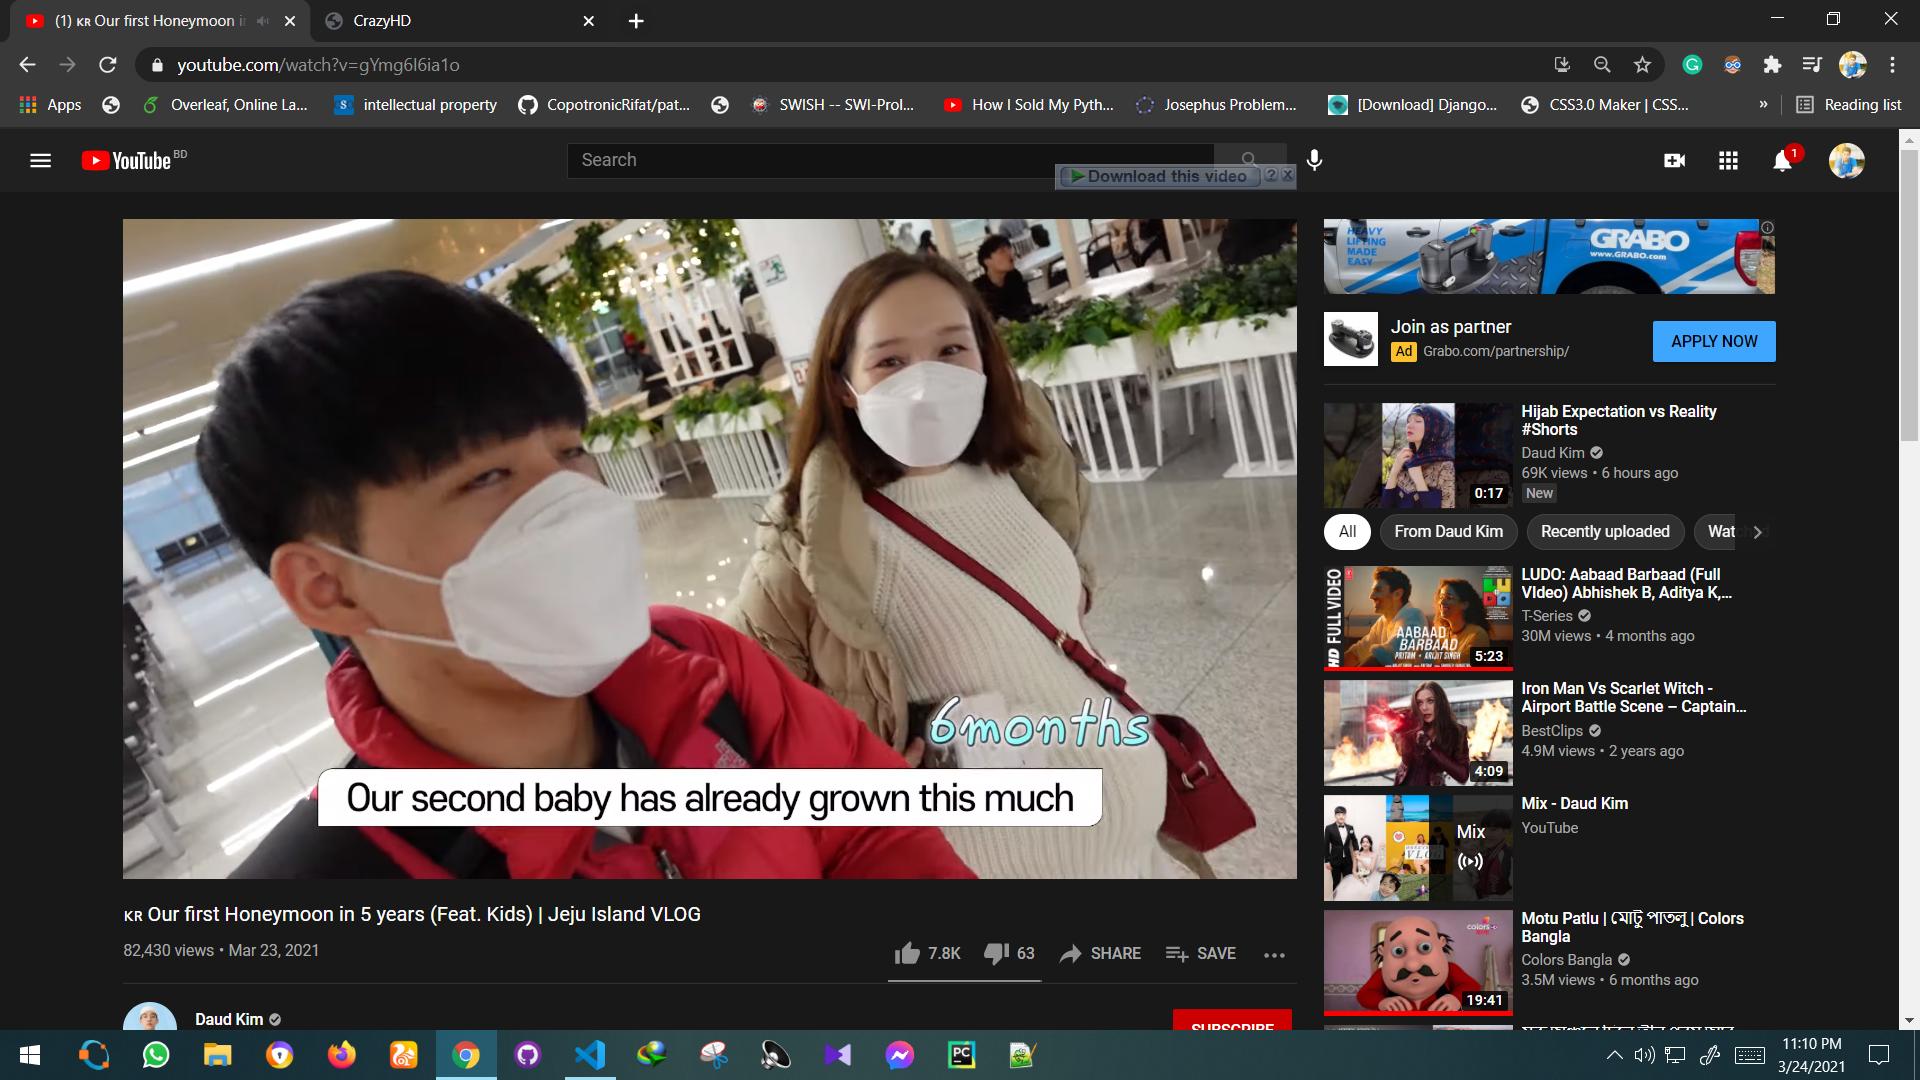 (1) KR Our first Honeymoon i
CrazyHD
youtube.com/watch?v=gYmg6l6ia1o
Apps
Overleaf, Online La...
S
intellectual property
CopotronicRifat/pat...
SWISH -- SWI-Prol...
How I Sold My Pyth...
Josephus Problem...
[Download] Django...
CSS3.0 Maker | CSS...
»
Reading list
YouTube BD
Search
Download this video ? X
1
HEAVY
LIFTING
MADE
EASY
GRABO
www.GRABO.com
Join as partner
Ad Grabo.com/partnership/
APPLY NOW
6months
Our second baby has already grown this much
Hijab Expectation vs Reality
#Shorts
Daud Kim
69K views • 6 hours ago
New
0:17
All
From Daud Kim
Recently uploaded
Watched
HD FULL VIDEO
LUDO
AABAAD
BARBAAD
PRITAM • ARIJIT SINGH
5:23
LUDO: Aabaad Barbaad (Full
VIdeo) Abhishek B, Aditya K,...
T-Series
30M views • 4 months ago
4:09
Iron Man Vs Scarlet Witch -
Airport Battle Scene – Captain...
BestClips
4.9M views • 2 years ago
VLOG
Mix
Mix - Daud Kim
YouTube
colors
19:41
Motu Patlu | মোটু পাতলু | Colors
Bangla
Colors Bangla
3.5M views • 6 months ago
KR Our first Honeymoon in 5 years (Feat. Kids) | Jeju Island VLOG
82,430 views • Mar 23, 2021
7.8K
63
SHARE
SAVE
Daud Kim
SUBSCRIBE
PC
11:10 PM
3/24/2021